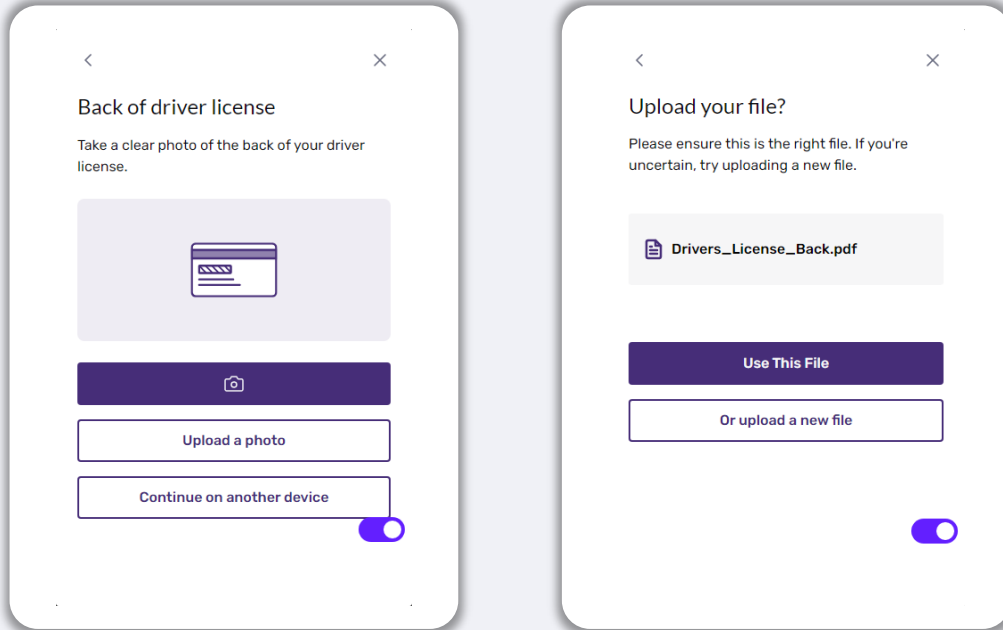 Back of driver license
Take a clear photo of the back of your driver
license.
Upload a photo
Continue on another device
Upload your file?
Please ensure this is the right file. If you're
uncertain, try uploading a new file.
Drivers_License_Back.pdf
Use This File
Or upload a new file